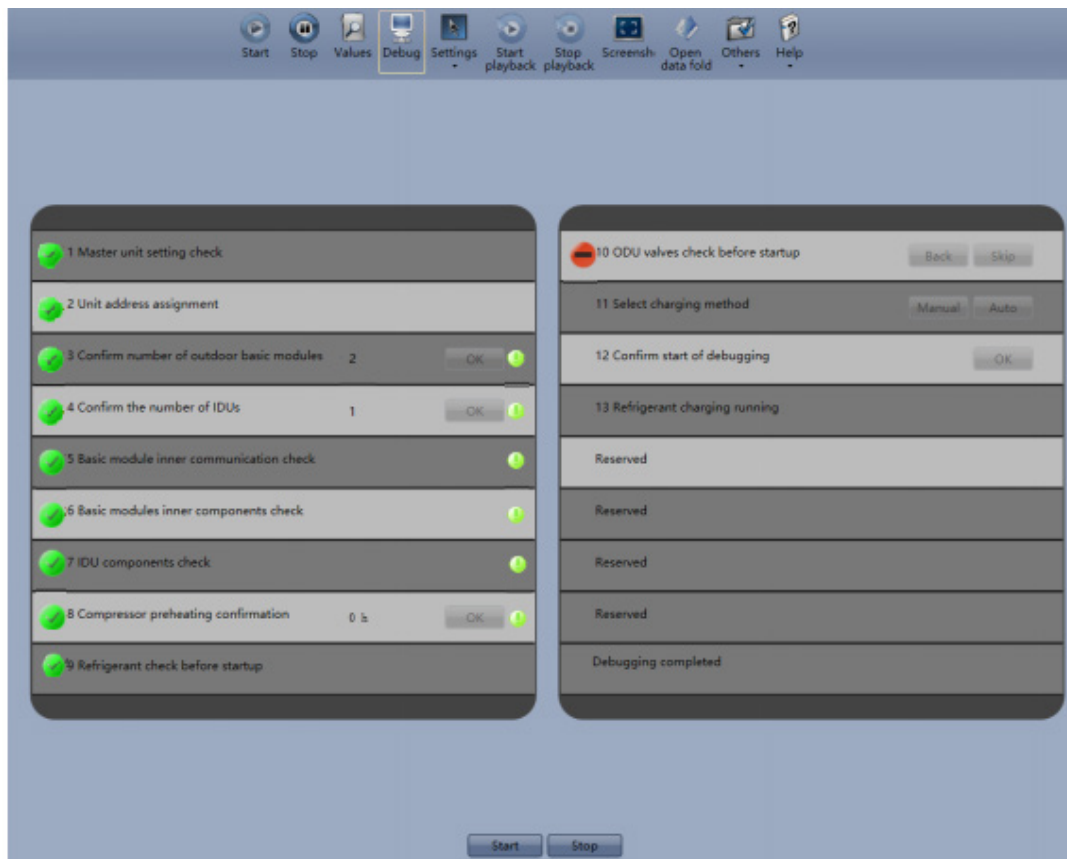 Start
Stop
Values
Debug
Settings
Start
playback
Stop
playback
Screensh
Open
data fold
Others
Help
1 Master unit setting check
2 Unit address assignment
3 Confirm number of outdoor basic modules 2 OK
4 Confirm the number of IDUs 1 OK
5 Basic module inner communication check
6 Basic modules inner components check
7 IDU components check
8 Compressor preheating confirmation 0 h OK
9 Refrigerant check before startup
10 ODU valves check before startup Back Skip
11 Select charging method Manual Auto
12 Confirm start of debugging OK
13 Refrigerant charging running
Reserved
Reserved
Reserved
Reserved
Debugging completed
Start Stop